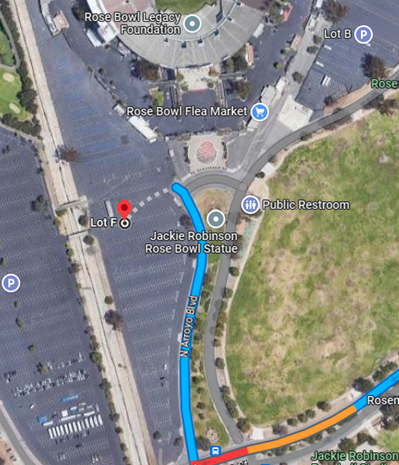 Rose Bowl Legacy
Foundation
Lot B
P
Rose
Rose Bowl Flea Market
Public Restroom
Lot F
Jackie Robinson
Rose Bowl Statue
P
N Arroyo Blvd
Rosem
Jackie Robinson